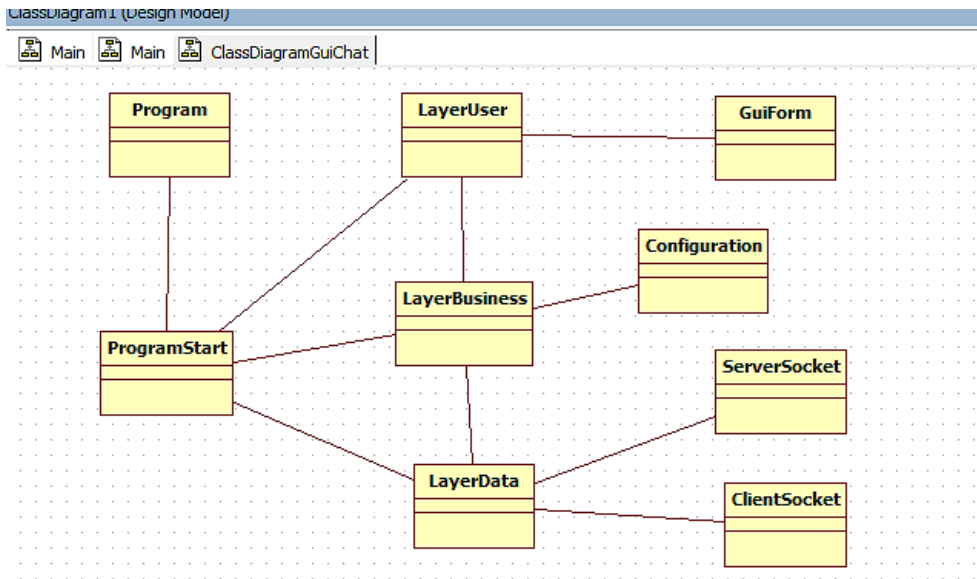 ClassDiagram1 (Design Model)
Main Main ClassDiagramGuiChat
Program
LayerUser
GuiForm
Configuration
LayerBusiness
ProgramStart
ServerSocket
LayerData
ClientSocket